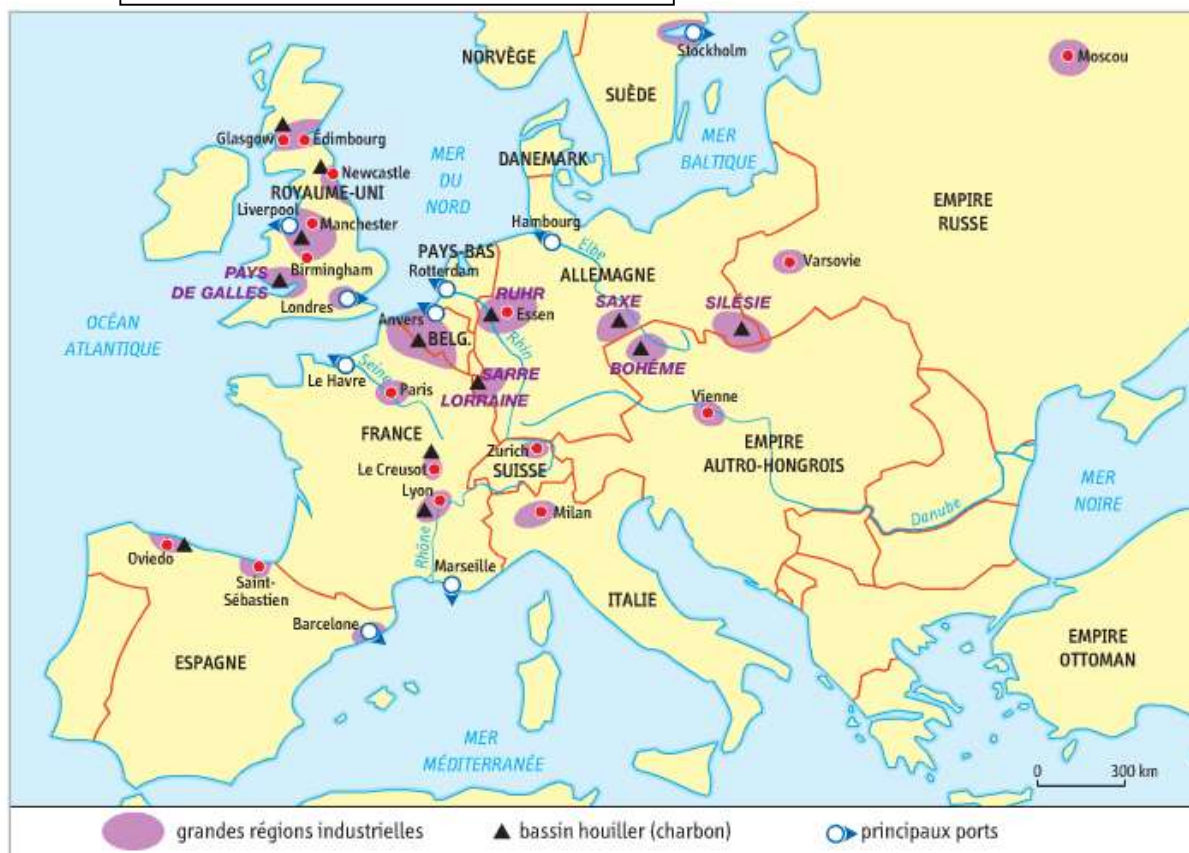 NORVÈGE
Stockholm
SUÈDE
Moscou
Glasgow
Édimbourg
MER
DU
NORD
DANEMARK
MER
BALTIQUE
Newcastle
ROYAUME-UNI
Liverpool
Manchester
Hambourg
EMPIRE
RUSSE
PAYS-BAS
Rotterdam
Elbe
ALLEMAGNE
Varsovie
Birmingham
PAYS
DE GALLES
Londres
RUHR
Essen
SAXE
SILÉSIE
OCÉAN
ATLANTIQUE
Anvers
BELG.
Rhin
BOHÊME
Le Havre
Seine
Paris
SARRE
LORRAINE
Vienne
FRANCE
Zurich
SUISSE
EMPIRE
AUTRO-HONGROIS
Le Creusot
Lyon
MER
NOIRE
Milan
Danube
Oviedo
Rhône
Saint-
Sébastien
Marseille
ITALIE
Barcelone
ESPAGNE
EMPIRE
OTTOMAN
MER
MÉDITERRANÉE
0 300 km
grandes régions industrielles
bassin houiller (charbon)
principaux ports